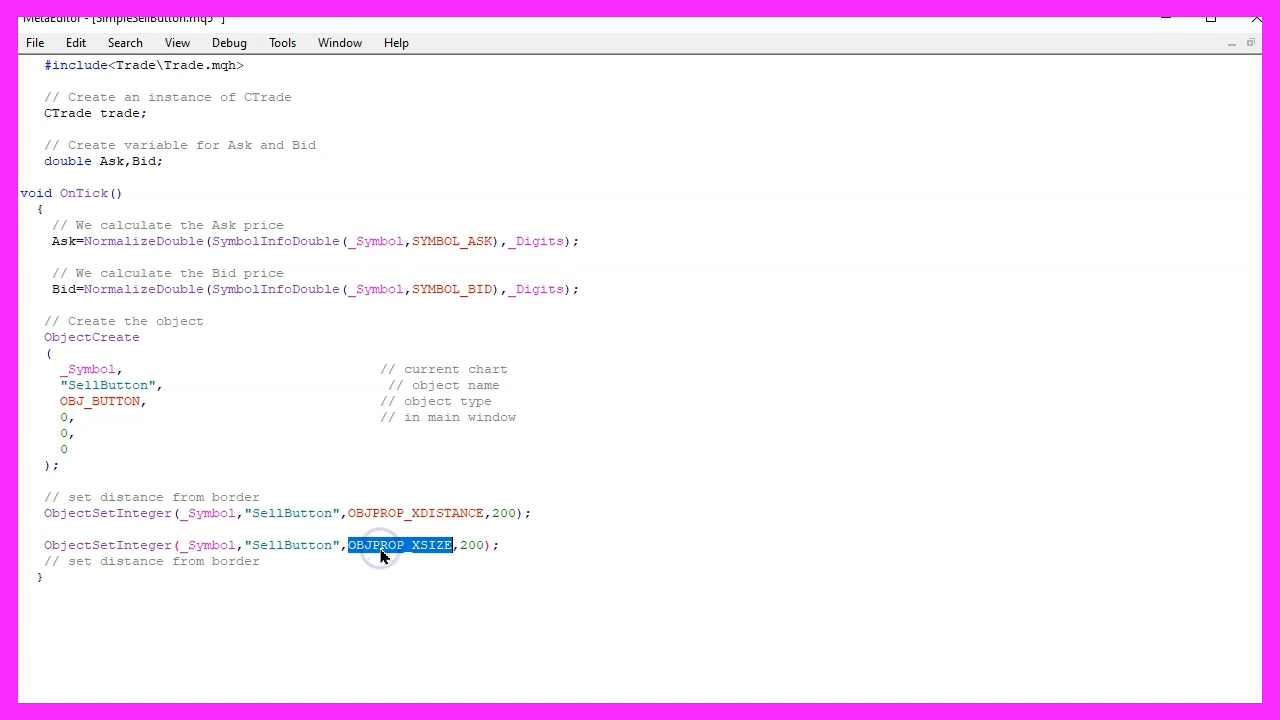 MetaEditor - [SimpleSellButton.mq5 *]
File Edit Search View Debug Tools Window Help
#include<Trade\Trade.mqh>
// Create an instance of CTrade
CTrade trade;
// Create variable for Ask and Bid
double Ask,Bid;
void OnTick()
{
// We calculate the Ask price
Ask=NormalizeDouble(SymbolInfoDouble(_Symbol,SYMBOL_ASK),_Digits);
// We calculate the Bid price
Bid=NormalizeDouble(SymbolInfoDouble(_Symbol,SYMBOL_BID),_Digits);
// Create the object
ObjectCreate
(
_Symbol, // current chart
"SellButton", // object name
OBJ_BUTTON, // object type
0, // in main window
0,
0
);
// set distance from border
ObjectSetInteger(_Symbol,"SellButton",OBJPROP_XDISTANCE,200);
ObjectSetInteger(_Symbol,"SellButton",OBJPROP_XSIZE,200);
// set distance from border
}